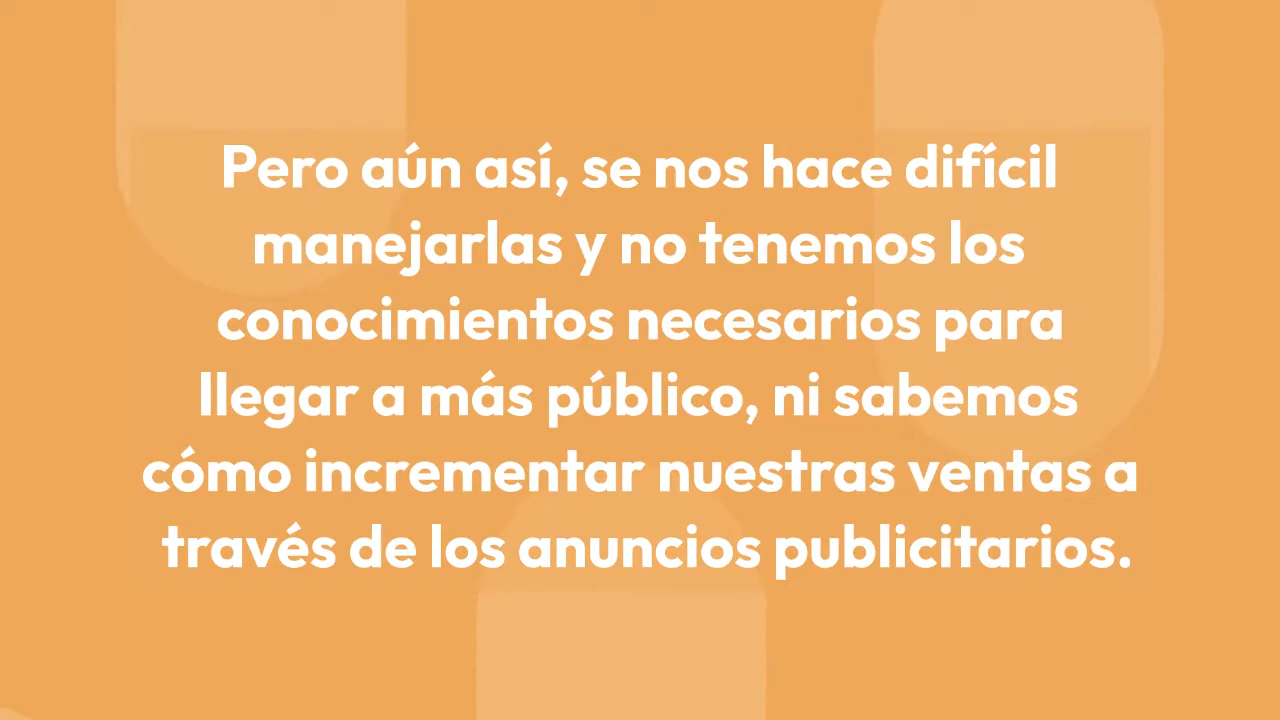 Pero aún así, se nos hace difícil
manejarlas y no tenemos los
conocimientos necesarios para
llegar a más público, ni sabemos
cómo incrementar nuestras ventas a
través de los anuncios publicitarios.